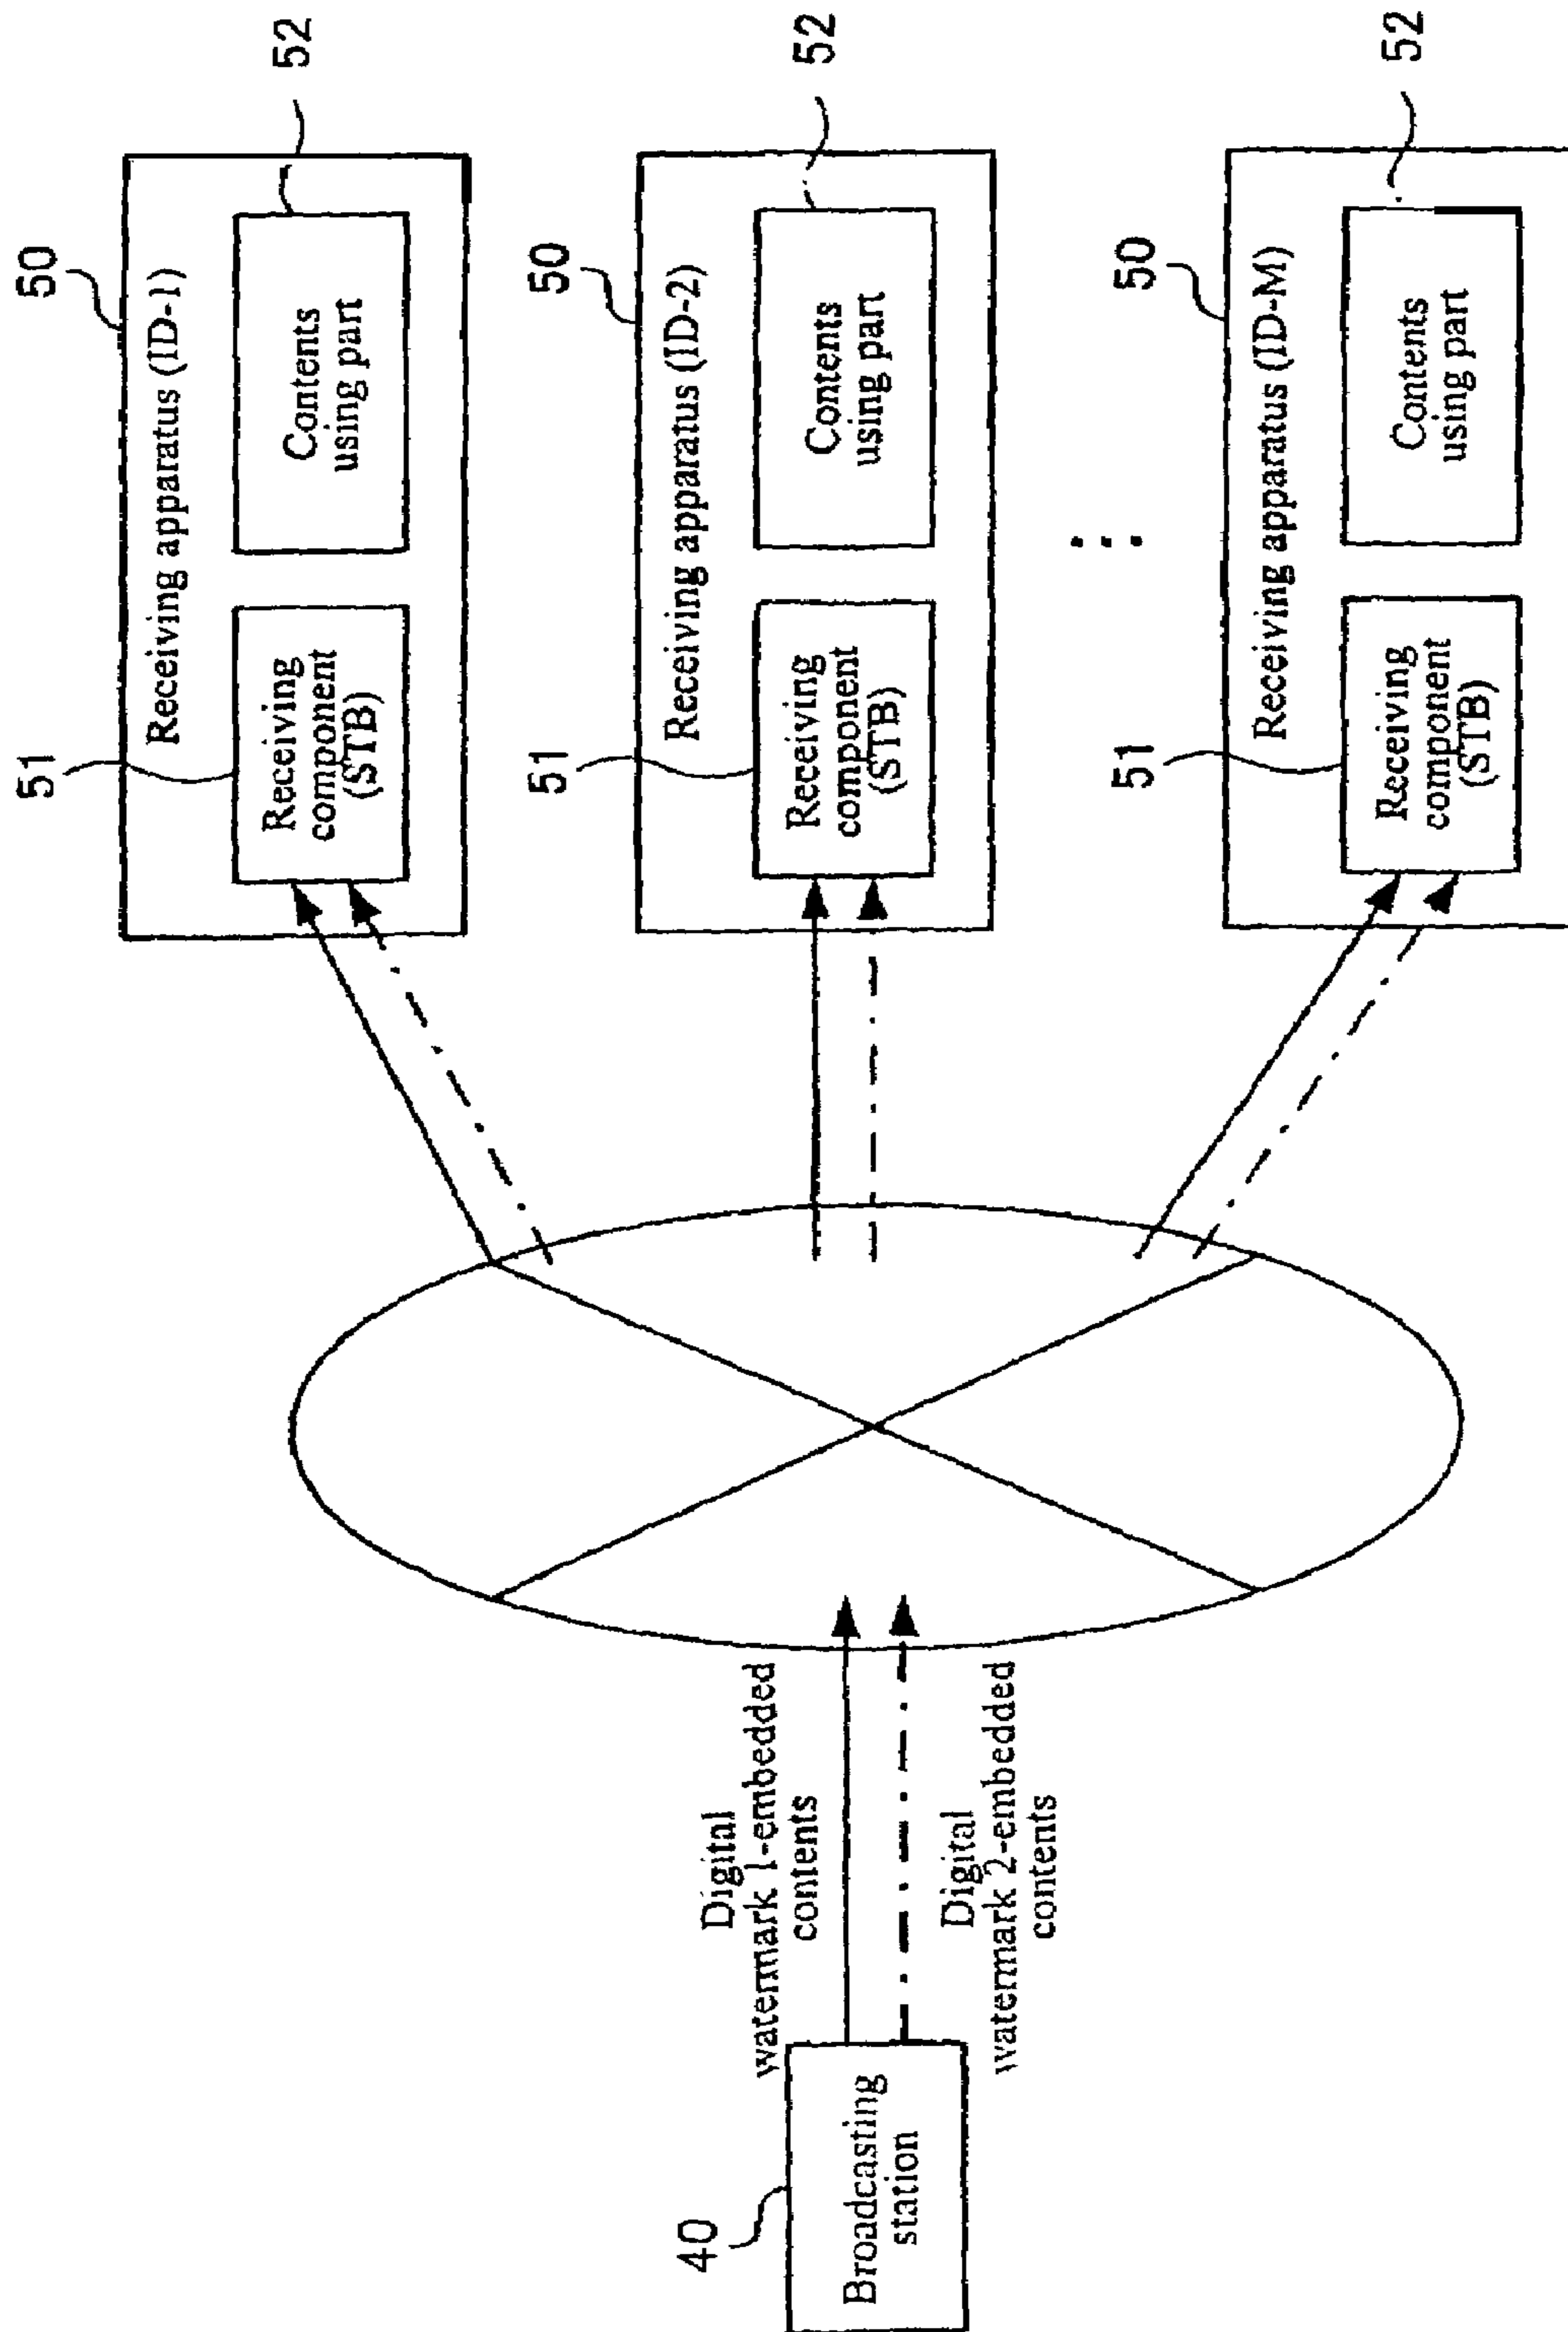 40
Broadcasting
station
Digital
watermark 1-embedded
contents
Digital
watermark 2-embedded
contents
50
Receiving apparatus (ID-1)
51
Receiving
component
(STB)
Contents
using part
52
50
Receiving apparatus (ID-2)
51
Receiving
component
(STB)
Contents
using part
52
...
50
Receiving apparatus (ID-M)
51
Receiving
component
(STB)
Contents
using part
52